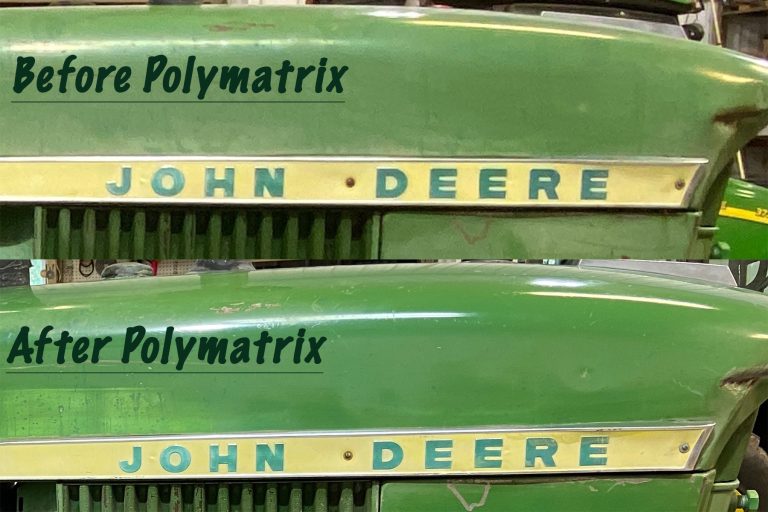 Before Polymatrix
JOHN DEERE
After Polymatrix
JOHN DEERE